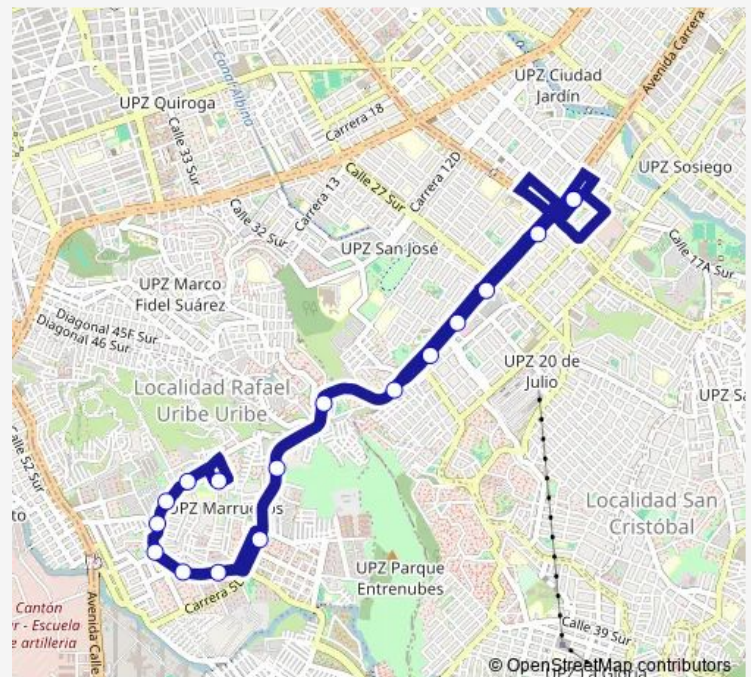 UPZ Ciudad
Jardín
Avenida Carrera
UPZ Quiroga
Canal Albina
Carrera 18
Calle 33 Sur
UPZ Sosiego
Carrera 12D
Calle 27 Sur
Carrera 13
Calle 32 Sur
UPZ San José
Calle 17A Sur
UPZ Marco
Fidel Suárez
Diagonal 45F Sur
Diagonal 46 Sur
UPZ 20 de
Julio
Localidad Rafael
Uribe Uribe
UPZ
Calle 52 Sur
Localidad San
Cristóbal
UPZ
to
UPZ Parque
Entrenubes
Carrera 5
Cantón
r - Escuela
e artillería
Avenida Calle
Calle 39 Sur
© OpenStreetMap contributors